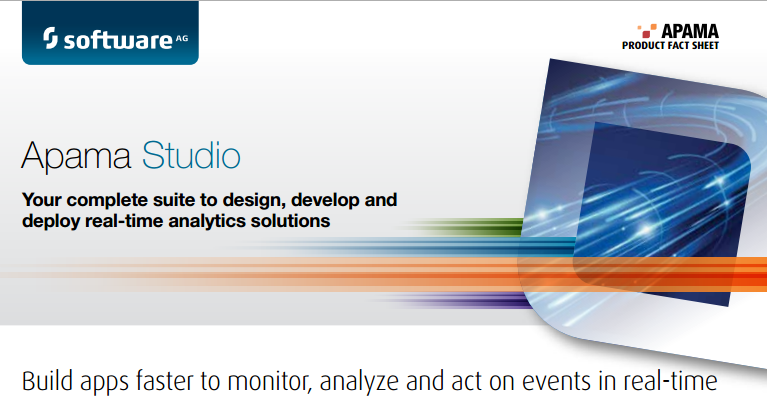 software AG
APAMA
PRODUCT FACT SHEET
Apama Studio
Your complete suite to design, develop and
deploy real-time analytics solutions
Build apps faster to monitor, analyze and act on events in real-time